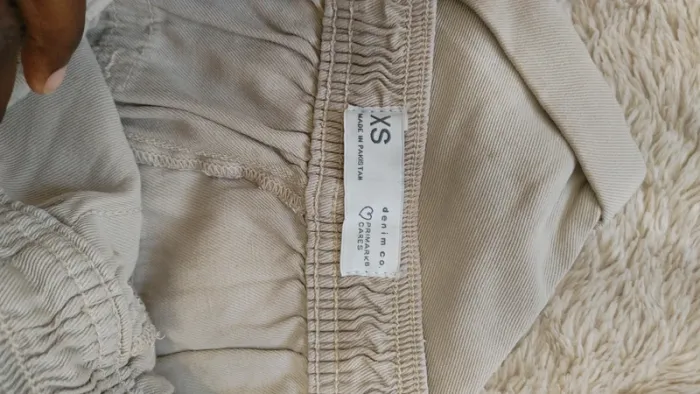 denim co.
♡ PRIMARK®
CARES
XS
MADE IN PAKISTAN